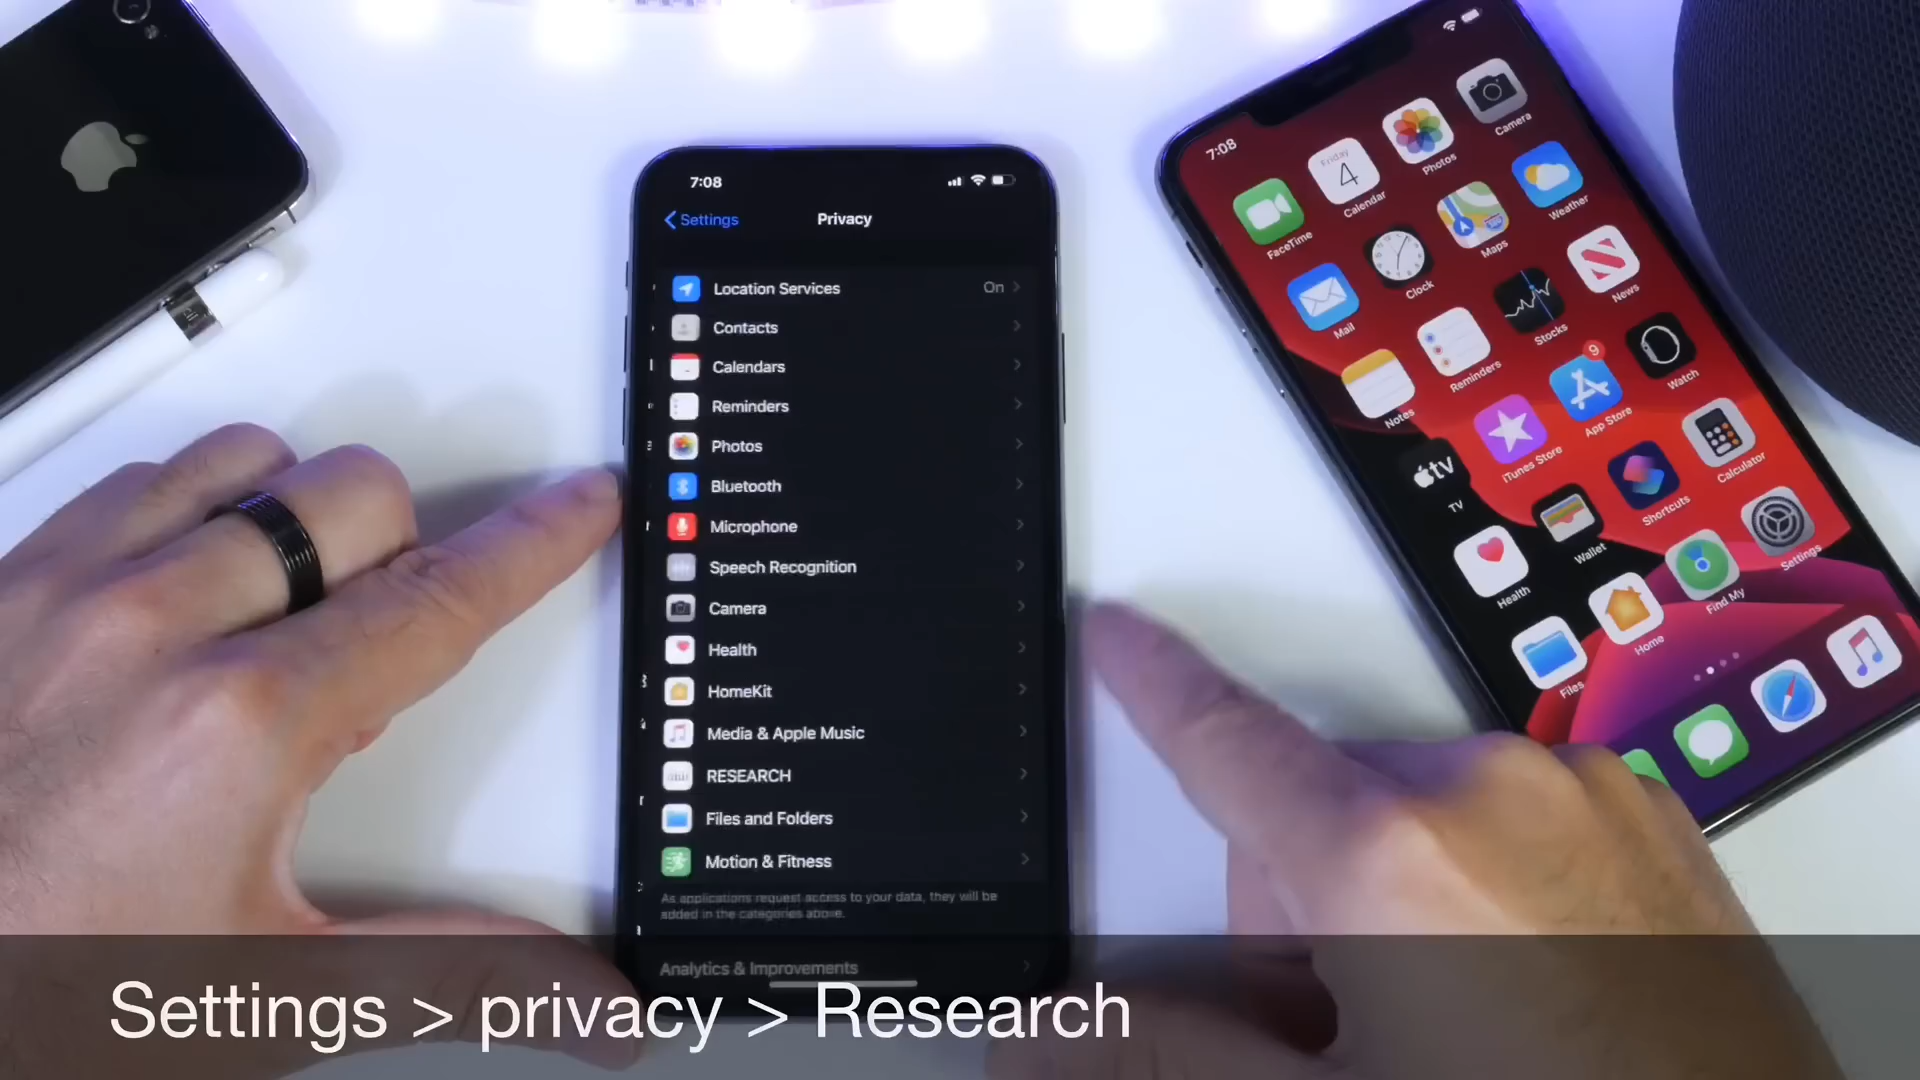 7:08
Settings
Privacy
Location Services
On
Contacts
Calendars
Reminders
Photos
Bluetooth
Microphone
Speech Recognition
Camera
Health
HomeKit
Media & Apple Music
RESEARCH
Files and Folders
Motion & Fitness
As applications request access to your data, they will be
added in the categories above.
Analytics & Improvements
7:08
FaceTime
Friday
4
Calendar
Photos
Camera
Mail
Clock
Maps
Weather
Notes
Reminders
Stocks
News
tv
TV
iTunes Store
9
App Store
Watch
Health
Wallet
Shortcuts
Calculator
Files
Home
Find My
Settings
Settings > privacy > Research